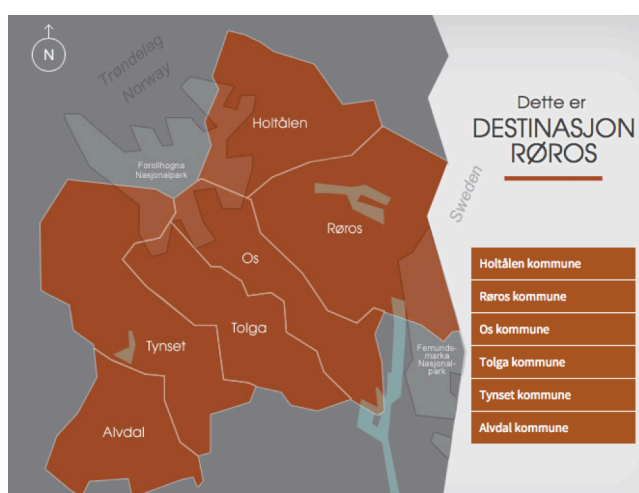 N
Trøndelag
Norway
Holtålen
Forollhogna
Nasjonalpark
Røros
Os
Tolga
Tynset
Alvdal
Femunds-
marka
Nasjonal-
park
Sweden
Dette er
DESTINASJON
RØROS
Holtålen kommune
Røros kommune
Os kommune
Tolga kommune
Tynset kommune
Alvdal kommune